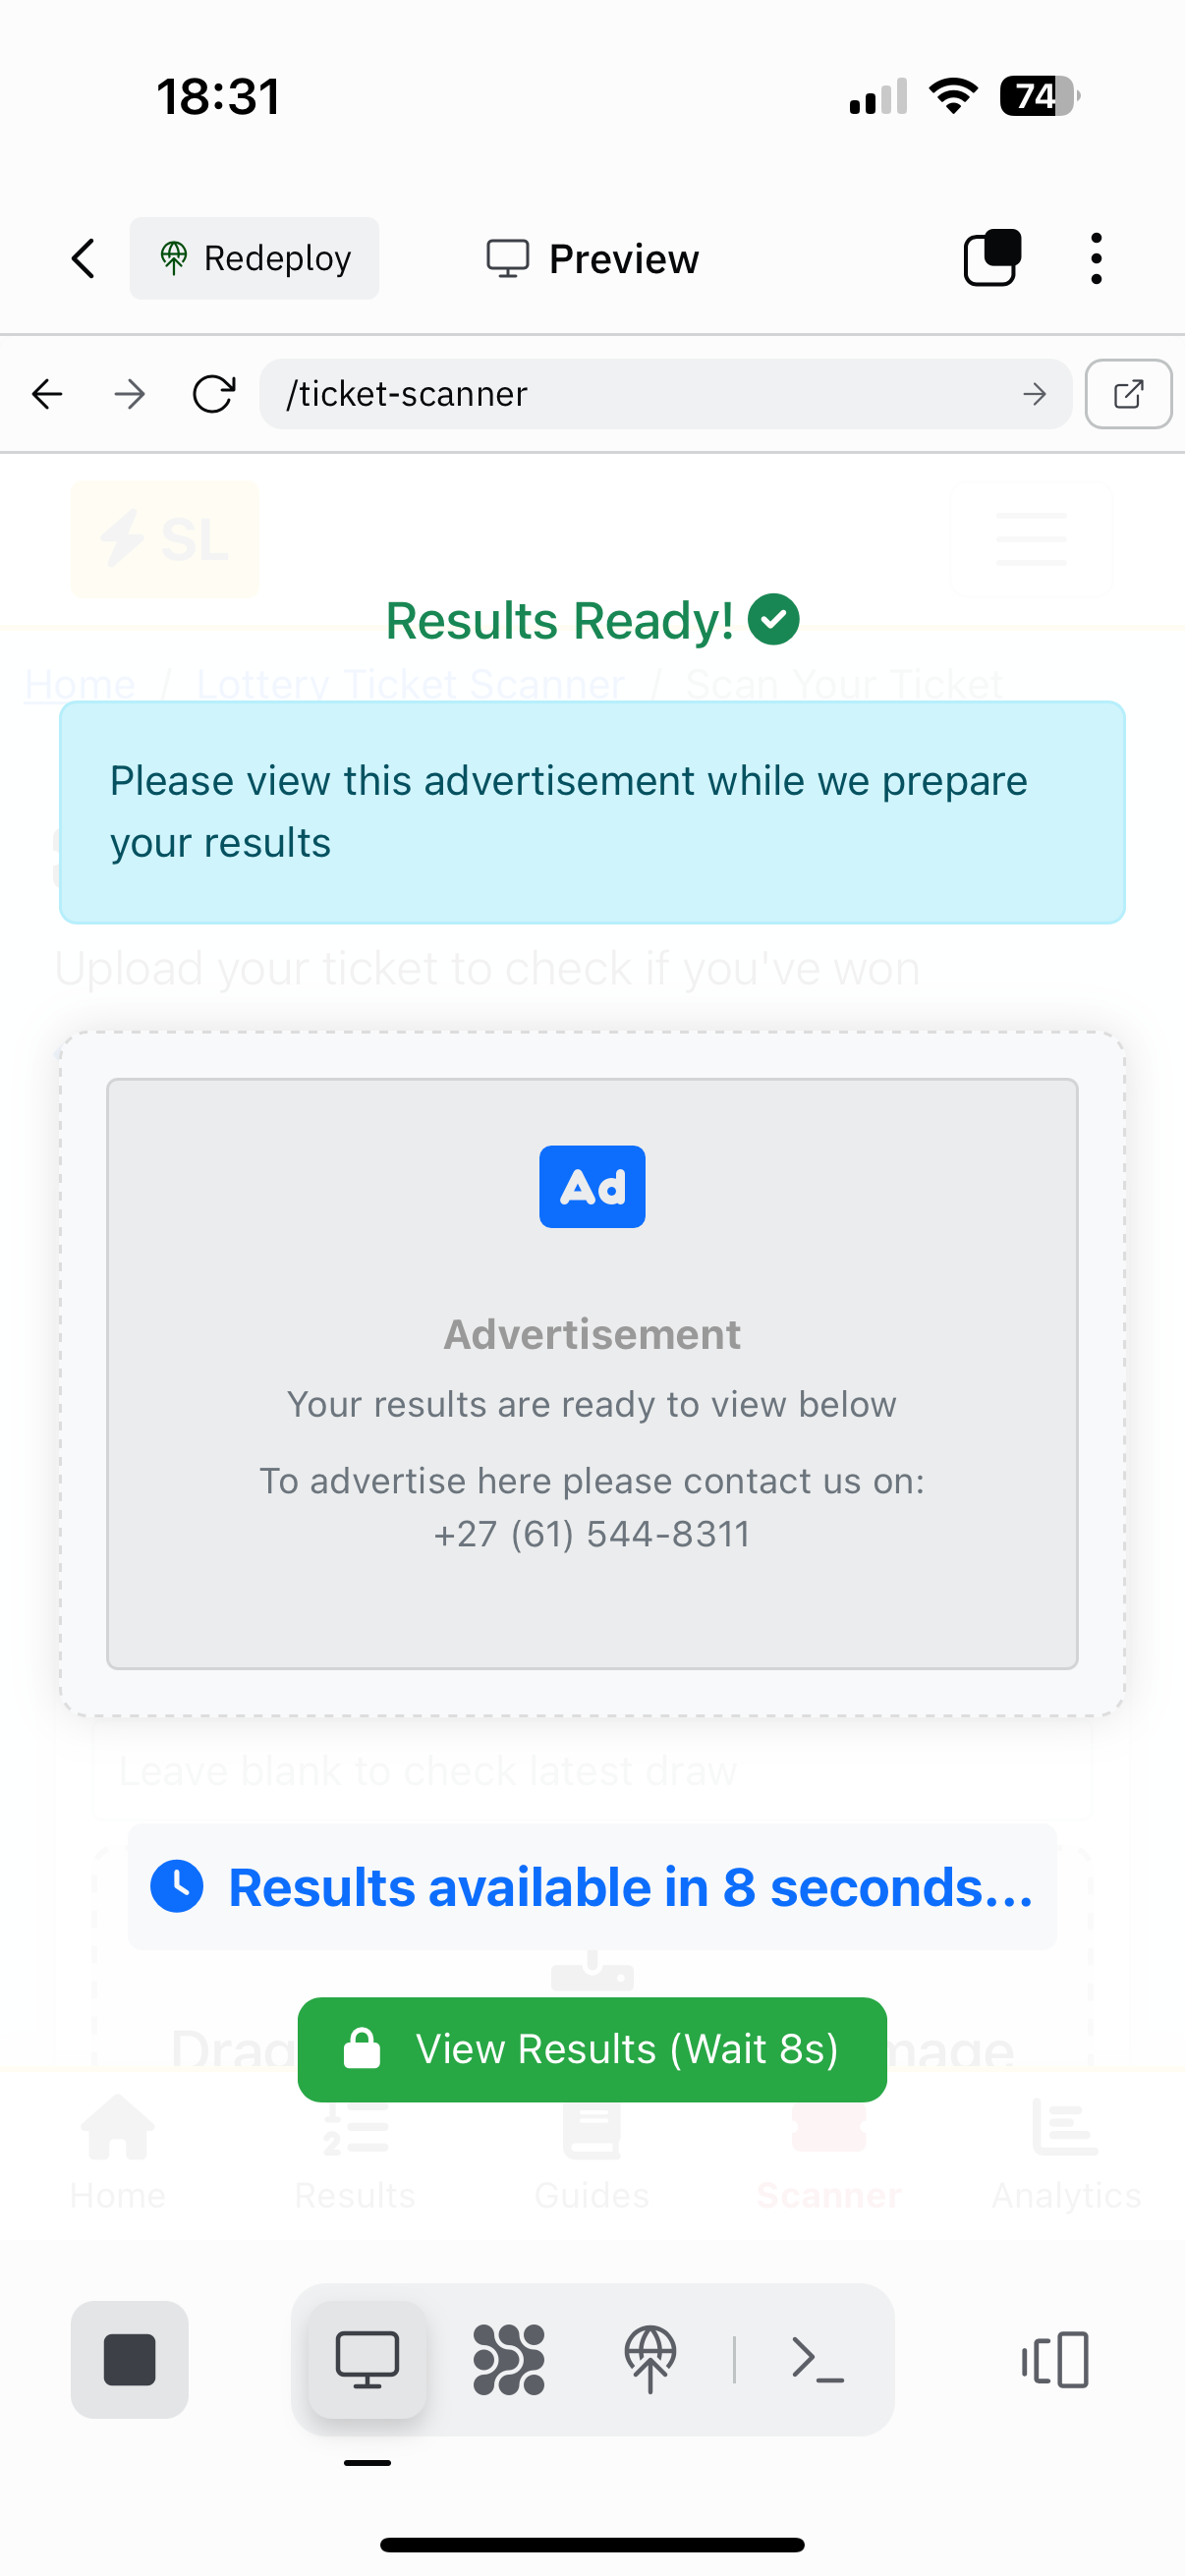 18:31
74
Redeploy
Preview
/ticket-scanner
SL
Results Ready!
Home / Lottery Ticket Scanner / Scan Your Ticket
Please view this advertisement while we prepare
your results
Upload your ticket to check if you've won
Ad
Advertisement
Your results are ready to view below
To advertise here please contact us on:
+27 (61) 544-8311
Leave blank to check latest draw
Results available in 8 seconds...
View Results (Wait 8s)
Home
Results
Guides
Scanner
Analytics